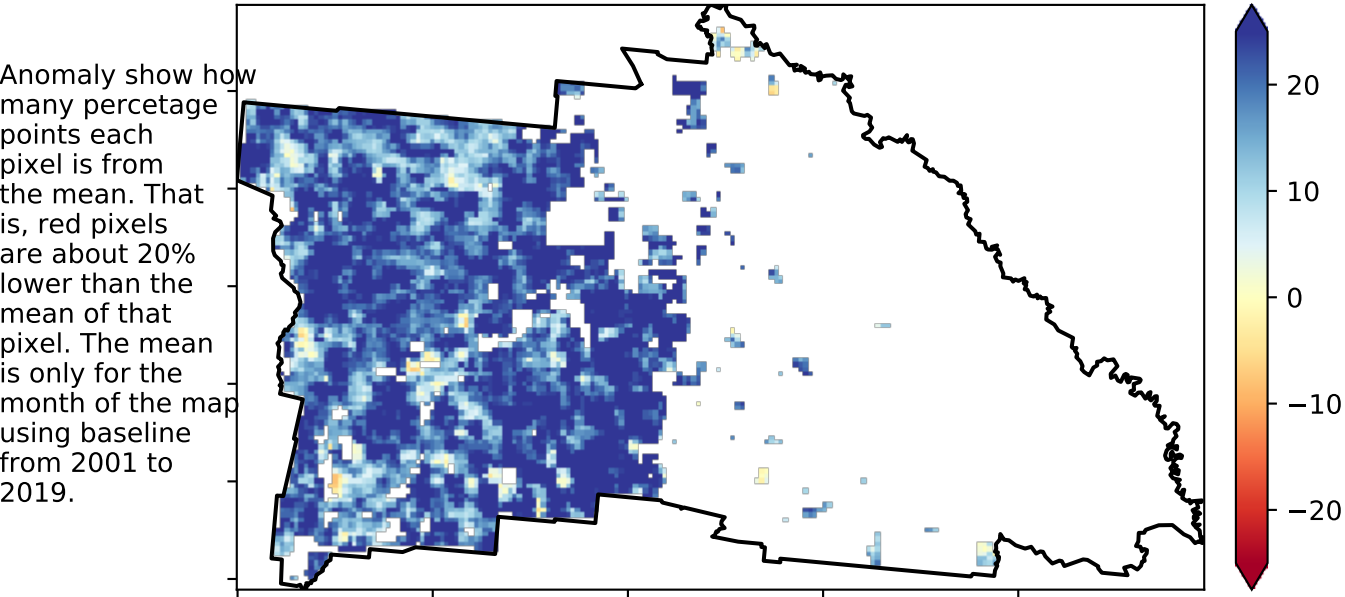 Anomaly show how
many percetage
points each
pixel is from
the mean. That
is, red pixels
are about 20%
lower than the
mean of that
pixel. The mean
is only for the
month of the map
using baseline
from 2001 to
2019.
20
10
0
−10
−20